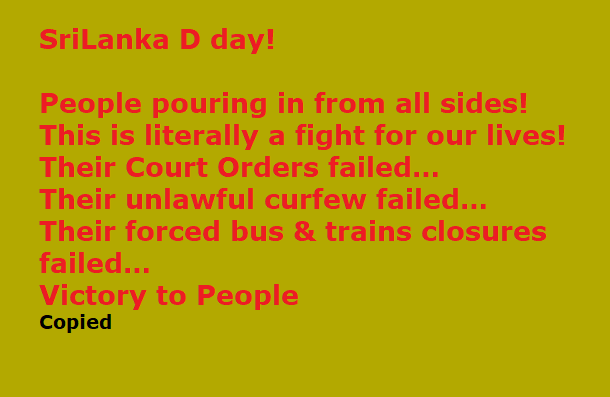 SriLanka D day!
People pouring in from all sides!
This is literally a fight for our lives!
Their Court Orders failed...
Their unlawful curfew failed...
Their forced bus & trains closures
failed...
Victory to People
Copied